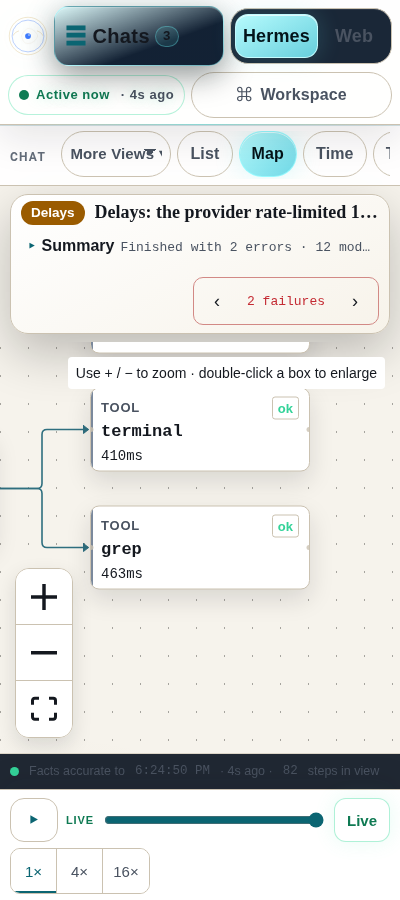 Chats 3
Hermes Web
Active now · 4s ago
⌘ Workspace
CHAT More Views List Map Time
Delays Delays: the provider rate-limited 1…
Summary Finished with 2 errors · 12 mod…
‹ 2 failures ›
Use + / − to zoom · double-click a box to enlarge
TOOL ok
terminal
410ms
TOOL ok
grep
463ms
Facts accurate to 6:24:50 PM · 4s ago · 82 steps in view
LIVE Live
1× 4× 16×